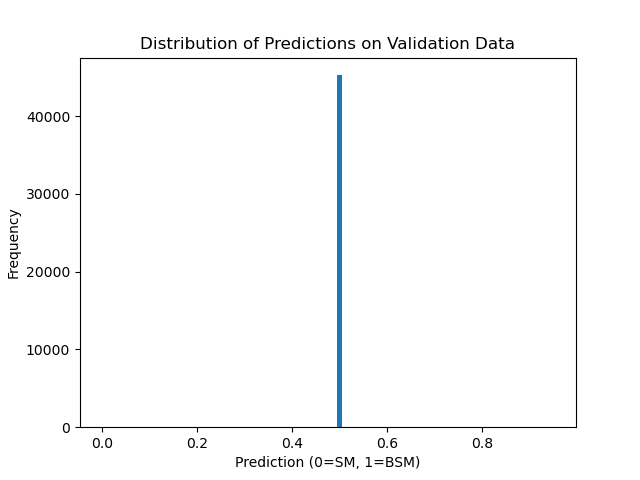 Distribution of Predictions on Validation Data
40000
30000
20000
10000
0
Frequency
0.0 0.2 0.4 0.6 0.8
Prediction (0=SM, 1=BSM)